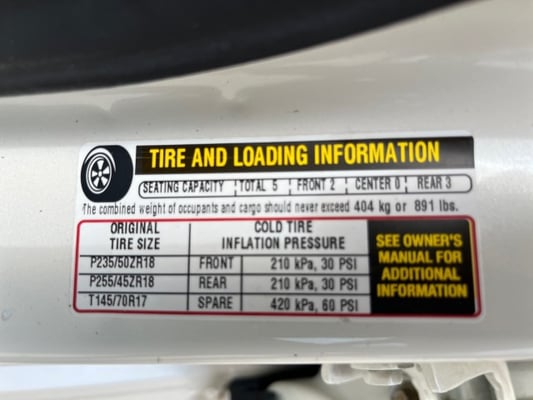 TIRE AND LOADING INFORMATION
SEATING CAPACITY | TOTAL 5 | FRONT 2 | CENTER 0 | REAR 3
The combined weight of occupants and cargo should never exceed 404 kg or 891 lbs.
ORIGINAL TIRE SIZE
COLD TIRE INFLATION PRESSURE
P235/50ZR18 FRONT 210 kPa, 30 PSI
P255/45ZR18 REAR 210 kPa, 30 PSI
T145/70R17 SPARE 420 kPa, 60 PSI
SEE OWNER'S
MANUAL FOR
ADDITIONAL
INFORMATION